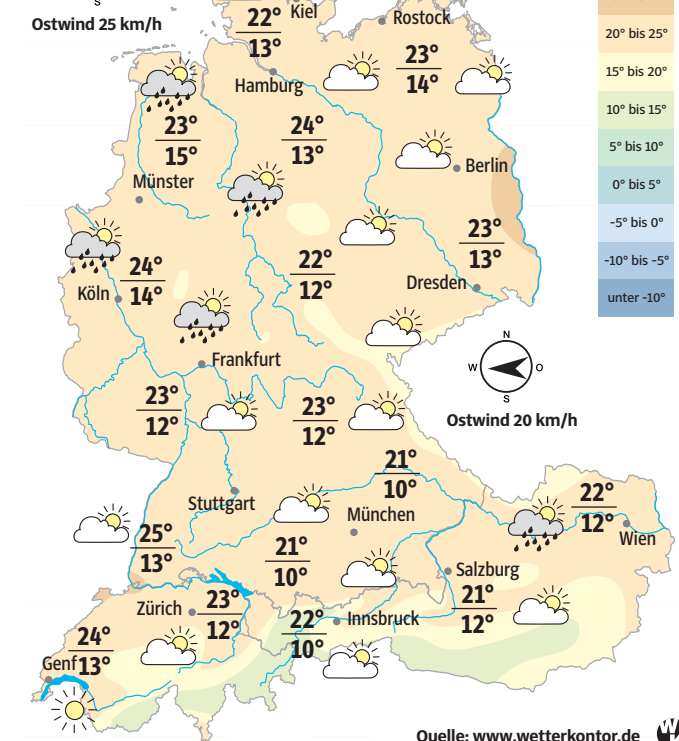 S
Ostwind 25 km/h
22°
13°
Kiel
Rostock
20° bis 25°
15° bis 20°
10° bis 15°
5° bis 10°
0° bis 5°
-5° bis 0°
-10° bis -5°
unter -10°
Hamburg
23°
14°
23°
15°
24°
13°
Berlin
Münster
23°
13°
24°
14°
22°
12°
Dresden
Köln
Frankfurt
N
W
O
S
Ostwind 20 km/h
23°
12°
23°
12°
21°
10°
Stuttgart
München
22°
12°
Wien
25°
13°
21°
10°
Salzburg
21°
12°
Zürich
23°
12°
22°
10°
Innsbruck
24°
13°
Genf
Quelle: www.wetterkontor.de
W